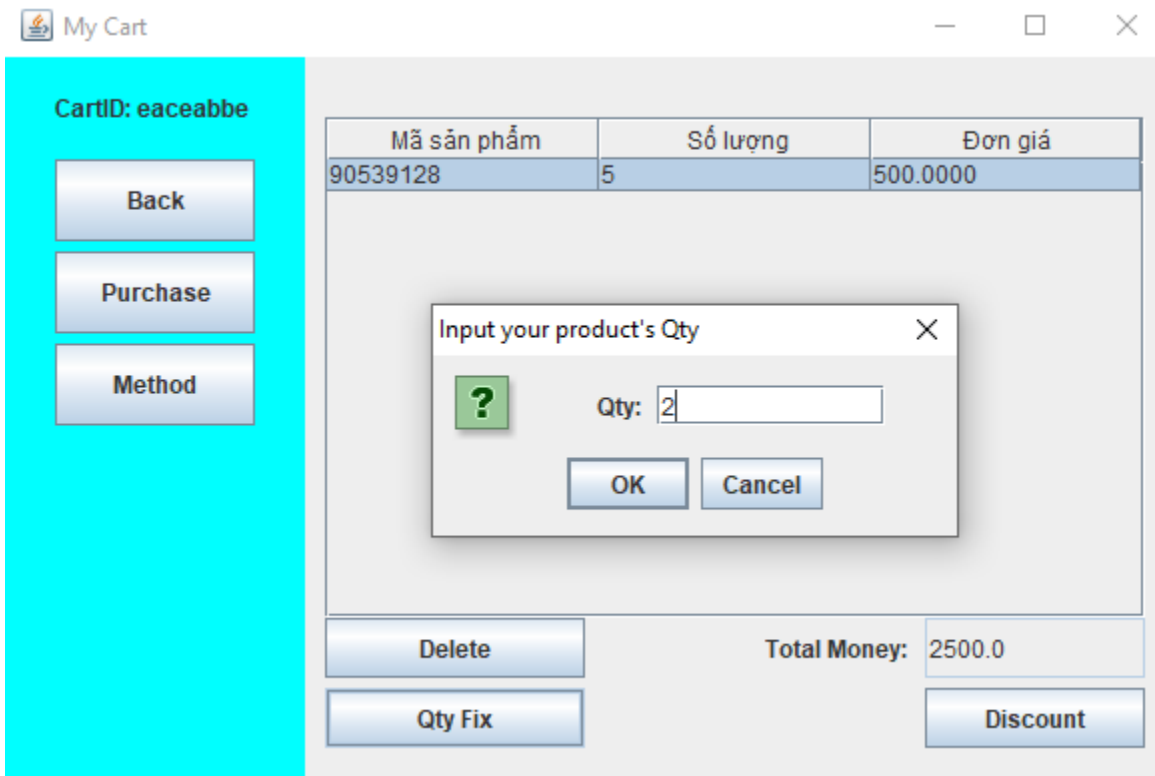 My Cart
CartID: eaceabbe
Back
Purchase
Method
Mã sản phẩm Số lượng Đơn giá
90539128 5 500.0000
Input your product's Qty
?
Qty: 2
OK Cancel
Delete Total Money: 2500.0
Qty Fix Discount